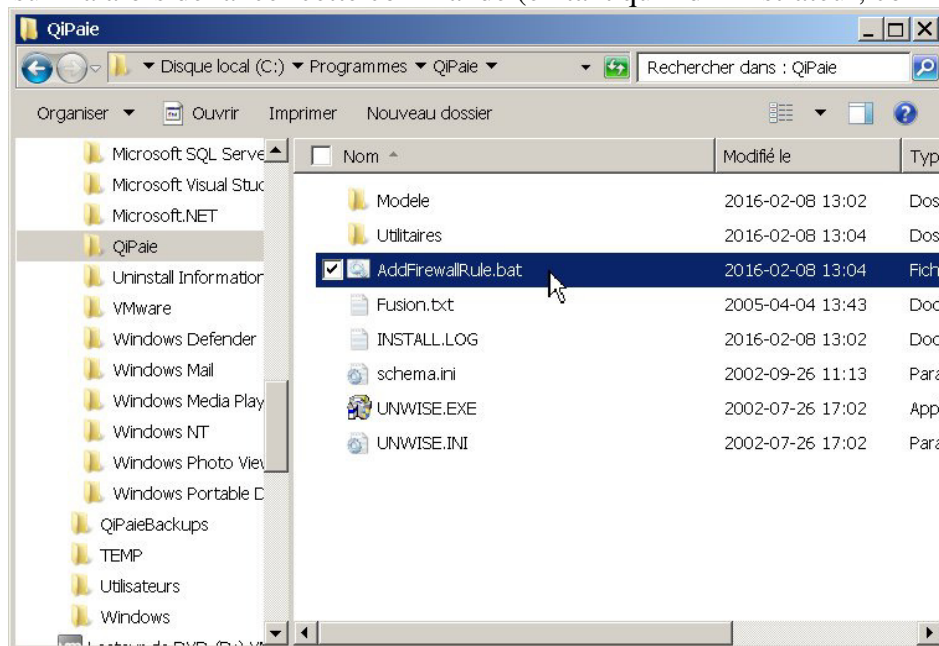 QiPaie
Disque local (C:) Programmes QiPaie
Rechercher dans : QiPaie
Organiser Ouvrir Imprimer Nouveau dossier
Microsoft SQL Serve
Microsoft Visual Stuc
Microsoft.NET
QiPaie
Uninstall Information
VMware
Windows Defender
Windows Mail
Windows Media Play
Windows NT
Windows Photo View
Windows Portable D
QiPaieBackups
TEMP
Utilisateurs
Windows
Nom Modifié le Typ
Modele 2016-02-08 13:02 Dos
Utilitaires 2016-02-08 13:04 Dos
AddFirewallRule.bat 2016-02-08 13:04 Fich
Fusion.txt 2005-04-04 13:43 Doc
INSTALL.LOG 2016-02-08 13:02 Doc
schema.ini 2002-09-26 11:13 Para
UNWISE.EXE 2002-07-26 17:02 App
UNWISE.INI 2002-07-26 17:02 Para